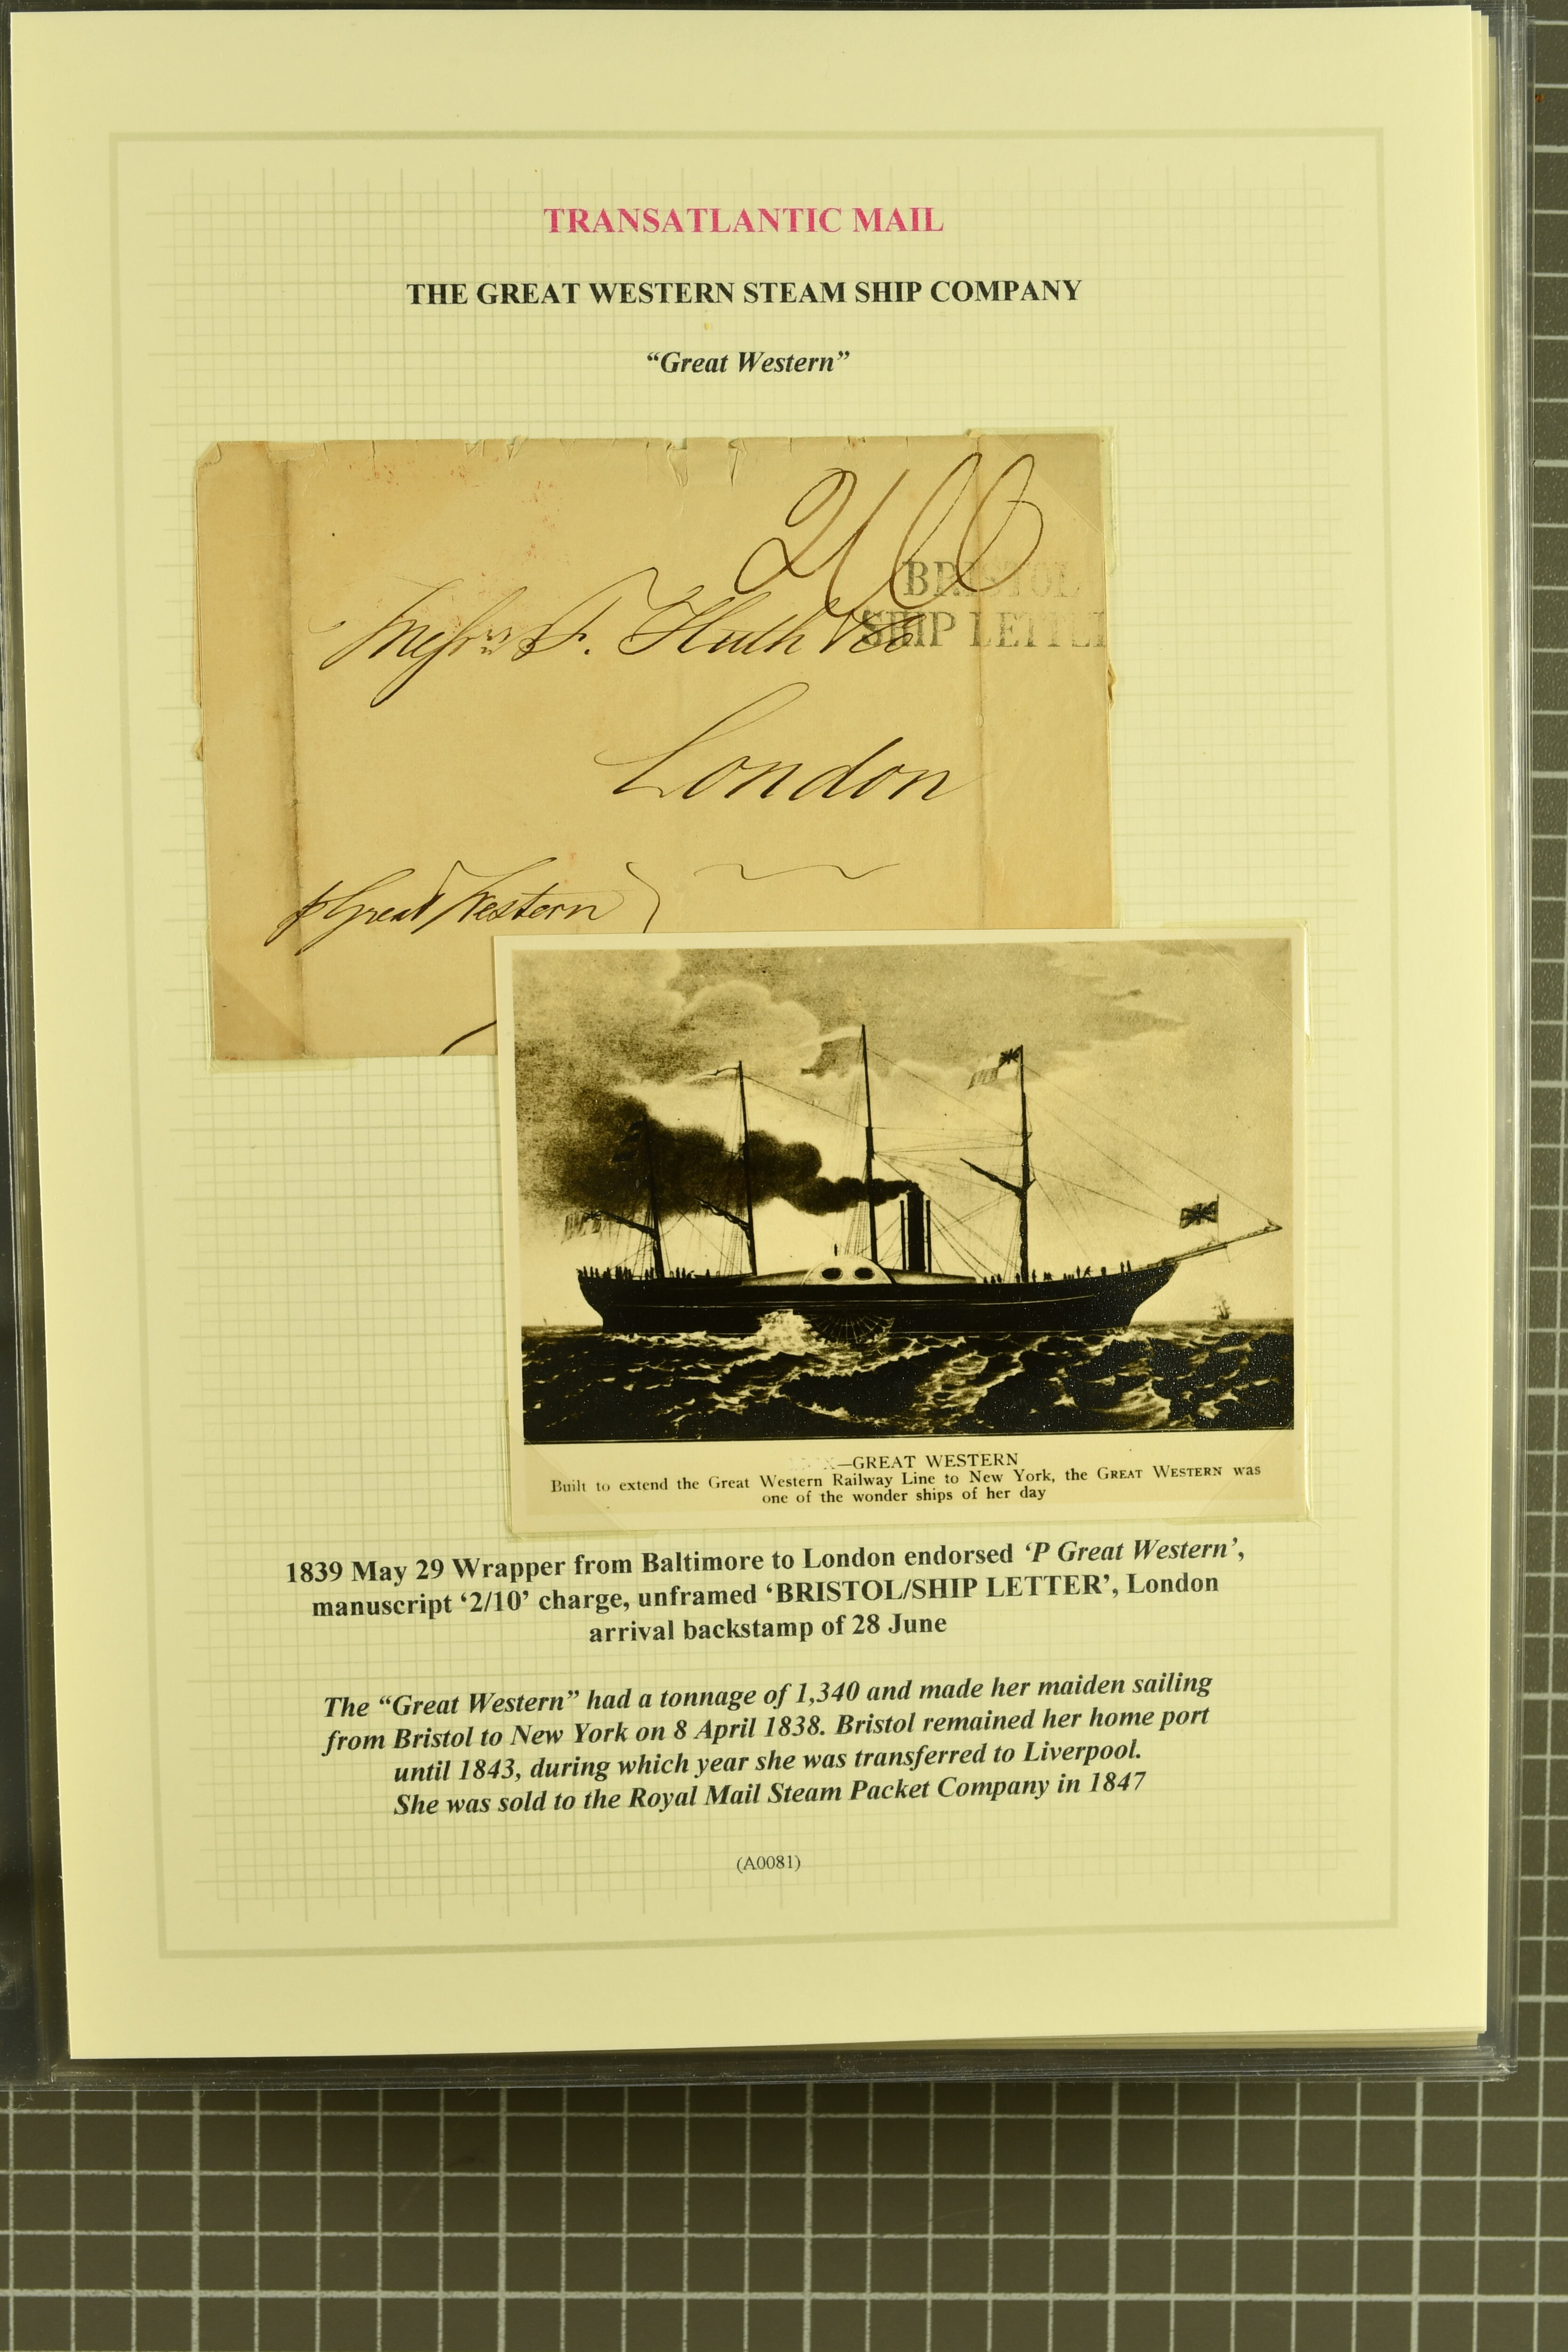 TRANSATLANTIC MAIL
THE GREAT WESTERN STEAM SHIP COMPANY
“Great Western”
BRISTOL
SHIP LETTE
Messrs F. Huth & Co
London
p Great Western
—GREAT WESTERN
Built to extend the Great Western Railway Line to New York, the GREAT WESTERN was
one of the wonder ships of her day
1839 May 29 Wrapper from Baltimore to London endorsed ‘P Great Western’,
manuscript ‘2/10’ charge, unframed ‘BRISTOL/SHIP LETTER’, London
arrival backstamp of 28 June
The “Great Western” had a tonnage of 1,340 and made her maiden sailing
from Bristol to New York on 8 April 1838. Bristol remained her home port
until 1843, during which year she was transferred to Liverpool.
She was sold to the Royal Mail Steam Packet Company in 1847
(A0081)